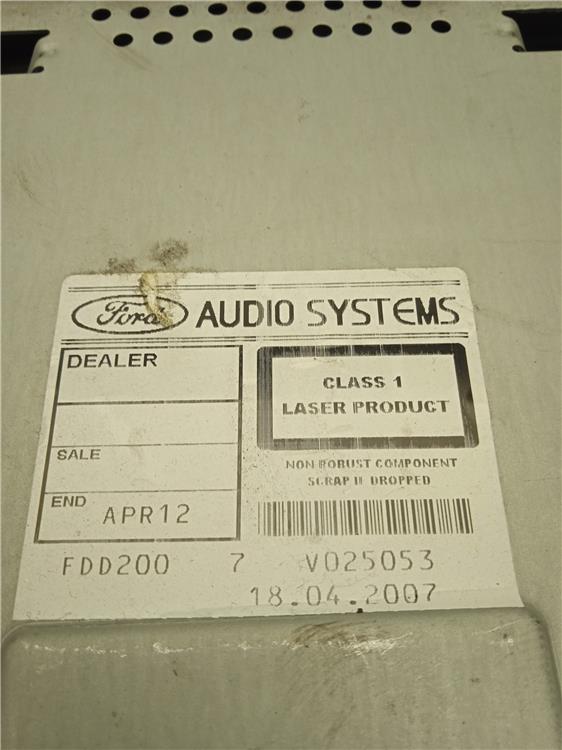 Ford AUDIO SYSTEMS
DEALER
SALE
END APR12
CLASS 1
LASER PRODUCT
NON ROBUST COMPONENT
SCRAP IF DROPPED
FDD200 7 V025053
18.04.2007